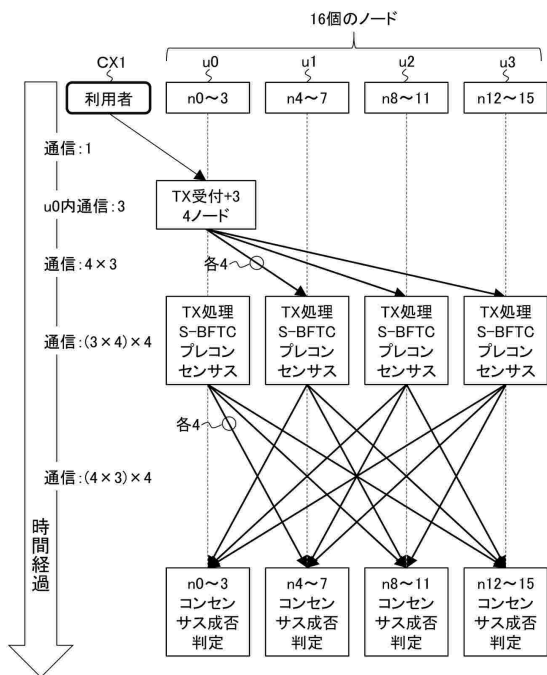 16個のノード
CX1
u0
u1
u2
u3
利用者
n0～3
n4～7
n8～11
n12～15
通信:1
TX受付+3
4ノード
u0内通信:3
通信:4×3
各4
TX処理
S-BFTC
プレコン
センサス
TX処理
S-BFTC
プレコン
センサス
TX処理
S-BFTC
プレコン
センサス
TX処理
S-BFTC
プレコン
センサス
通信:(3×4)×4
各4
通信:(4×3)×4
時間経過
n0～3
コンセン
サス成否
判定
n4～7
コンセン
サス成否
判定
n8～11
コンセン
サス成否
判定
n12～15
コンセン
サス成否
判定